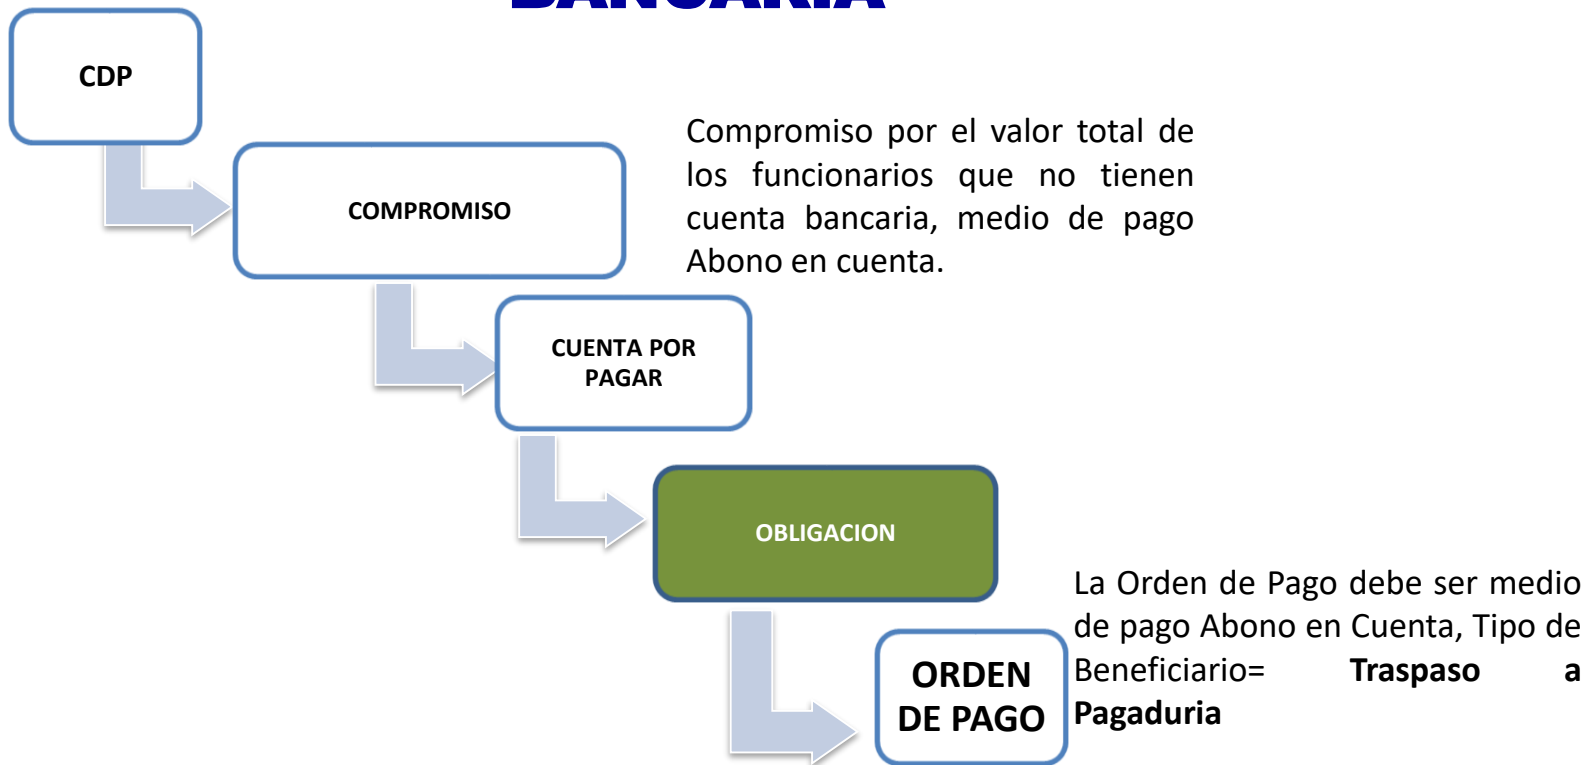 BANCARIA
CDP
Compromiso por el valor total de
los funcionarios que no tienen
cuenta bancaria, medio de pago
Abono en cuenta.
COMPROMISO
CUENTA POR
PAGAR
OBLIGACION
La Orden de Pago debe ser medio
de pago Abono en Cuenta, Tipo de
Beneficiario= Traspaso a
Pagaduria
ORDEN
DE PAGO